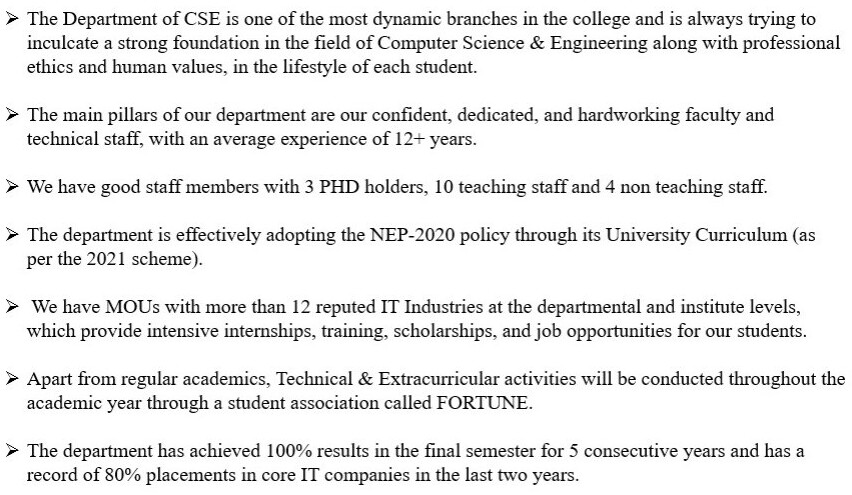 ➢ The Department of CSE is one of the most dynamic branches in the college and is always trying to
inculcate a strong foundation in the field of Computer Science & Engineering along with professional
ethics and human values, in the lifestyle of each student.
➢ The main pillars of our department are our confident, dedicated, and hardworking faculty and
technical staff, with an average experience of 12+ years.
➢ We have good staff members with 3 PHD holders, 10 teaching staff and 4 non teaching staff.
➢ The department is effectively adopting the NEP-2020 policy through its University Curriculum (as
per the 2021 scheme).
➢ We have MOUs with more than 12 reputed IT Industries at the departmental and institute levels,
which provide intensive internships, training, scholarships, and job opportunities for our students.
➢ Apart from regular academics, Technical & Extracurricular activities will be conducted throughout the
academic year through a student association called FORTUNE.
➢ The department has achieved 100% results in the final semester for 5 consecutive years and has a
record of 80% placements in core IT companies in the last two years.